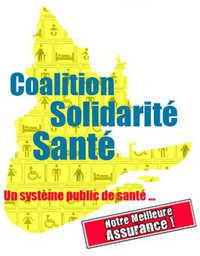 Coalition
Solidarité
Santé
Un système public de santé ...
Notre Meilleure
Assurance !